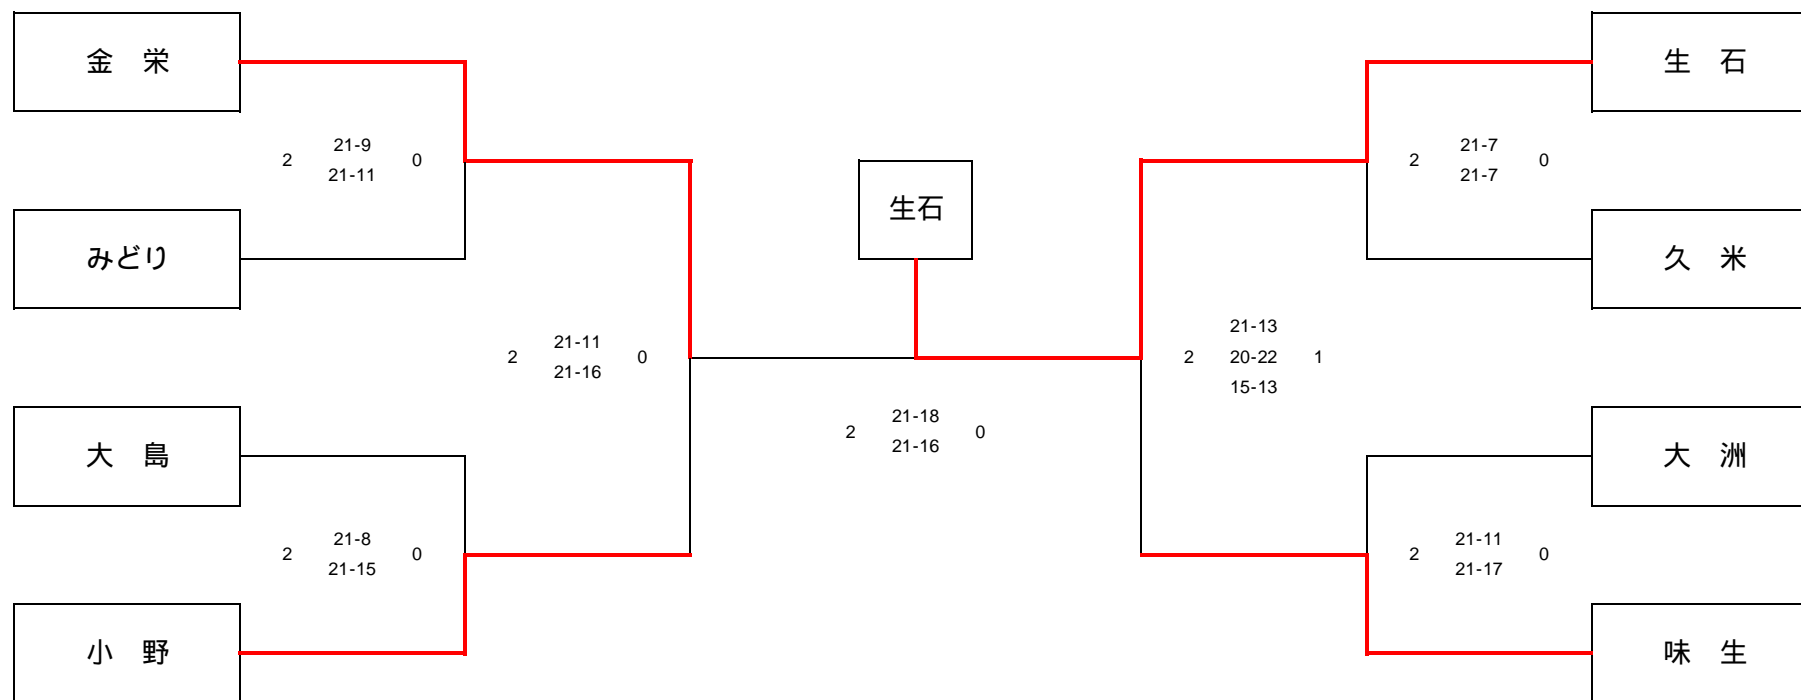 金　栄
生　石
2 21-9 0
21-11
2 21-7 0
21-7
生石
みどり
久　米
2 21-11 0
21-16
21-13
2 20-22 1
15-13
2 21-18 0
21-16
大　島
大　洲
2 21-8 0
21-15
2 21-11 0
21-17
小　野
味　生